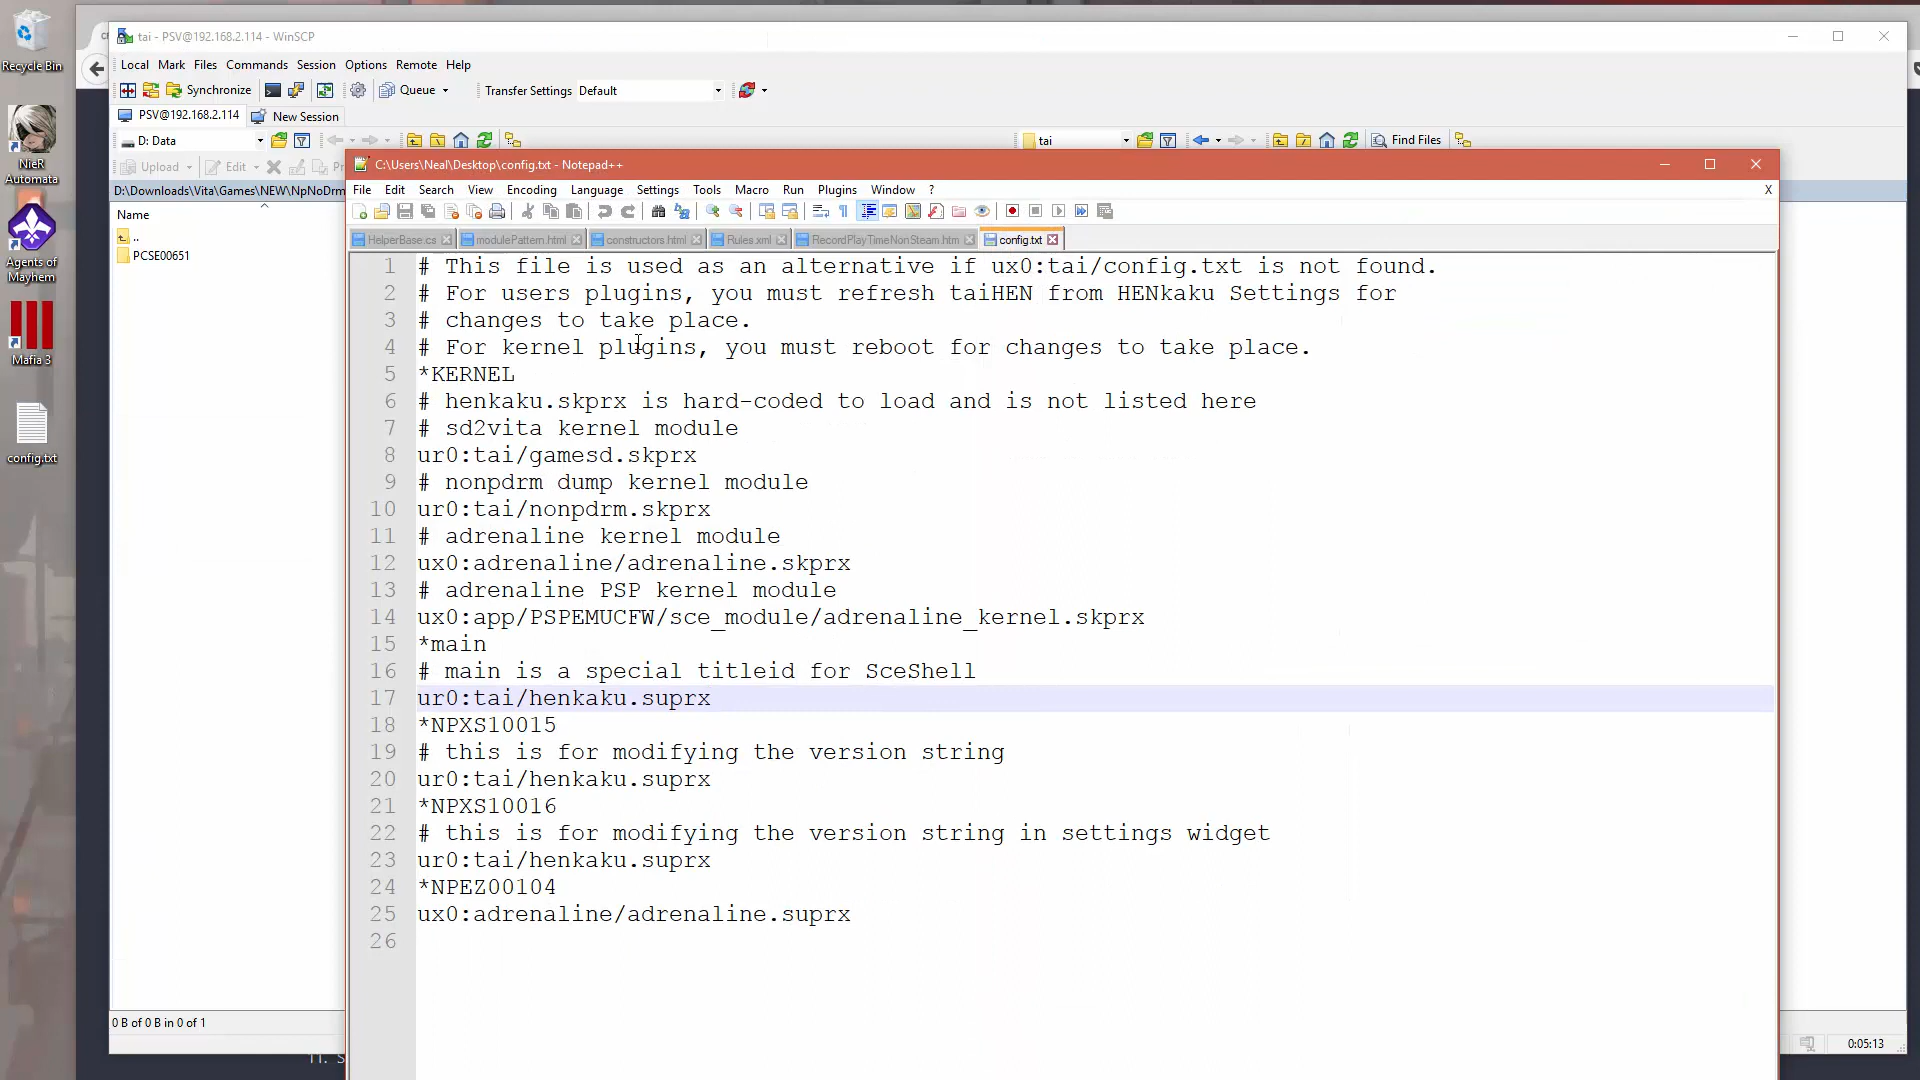 tai - PSV@192.168.2.114 - WinSCP
Local Mark Files Commands Session Options Remote Help
Synchronize Queue Transfer Settings Default
PSV@192.168.2.114 New Session
D: Data tai Find Files
Upload Edit
D:\Downloads\Vita\Games\NEW\NpNoDrm
Name
..
PCSE00651
0 B of 0 B in 0 of 1
0:05:13
Recycle Bin
NieR
Automata
Agents of
Mayhem
Mafia 3
config.txt
C:\Users\Neal\Desktop\config.txt - Notepad++
File Edit Search View Encoding Language Settings Tools Macro Run Plugins Window ? X
HelperBase.cs modulePattern.html constructors.html Rules.xml RecordPlayTimeNonSteam.htm config.txt
1 # This file is used as an alternative if ux0:tai/config.txt is not found.
2 # For users plugins, you must refresh taiHEN from HENkaku Settings for
3 # changes to take place.
4 # For kernel plugins, you must reboot for changes to take place.
5 *KERNEL
6 # henkaku.skprx is hard-coded to load and is not listed here
7 # sd2vita kernel module
8 ur0:tai/gamesd.skprx
9 # nonpdrm dump kernel module
10 ur0:tai/nonpdrm.skprx
11 # adrenaline kernel module
12 ux0:adrenaline/adrenaline.skprx
13 # adrenaline PSP kernel module
14 ux0:app/PSPEMUCFW/sce_module/adrenaline_kernel.skprx
15 *main
16 # main is a special titleid for SceShell
17 ur0:tai/henkaku.suprx
18 *NPXS10015
19 # this is for modifying the version string
20 ur0:tai/henkaku.suprx
21 *NPXS10016
22 # this is for modifying the version string in settings widget
23 ur0:tai/henkaku.suprx
24 *NPEZ00104
25 ux0:adrenaline/adrenaline.suprx
26